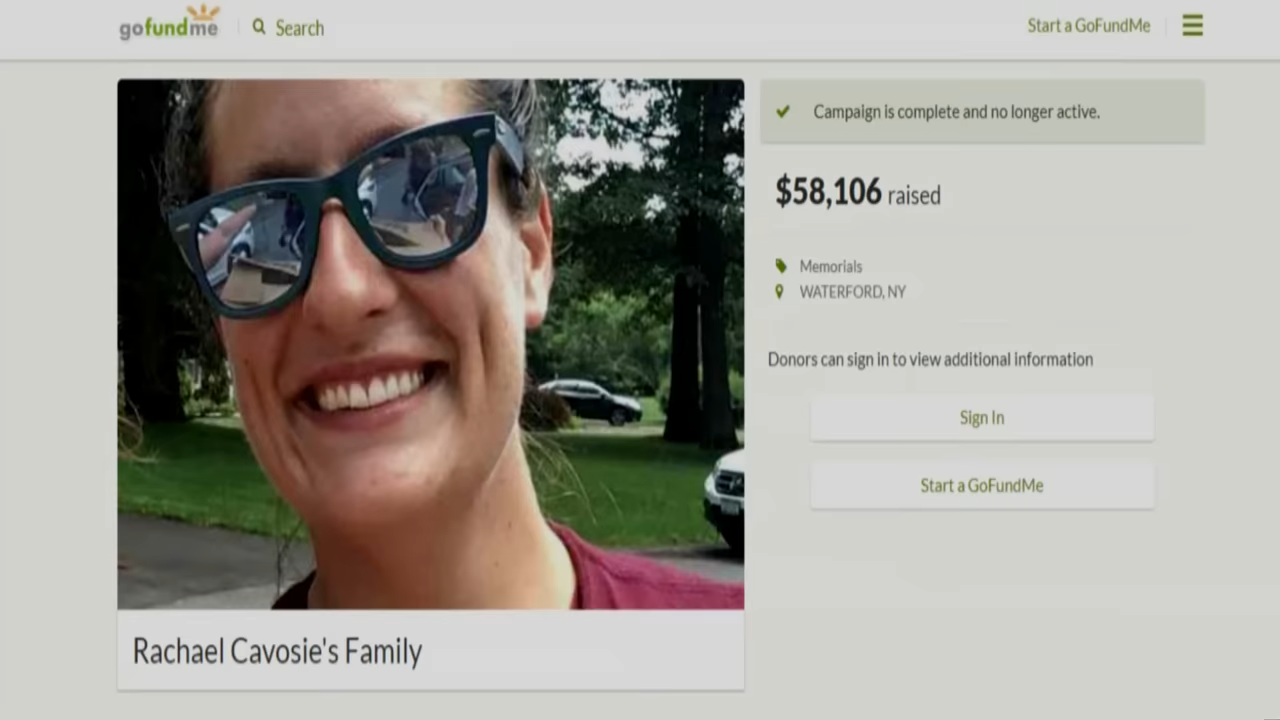 gofundme
Search
Start a GoFundMe
Campaign is complete and no longer active.
$58,106 raised
Memorials
WATERFORD, NY
Donors can sign in to view additional information
Sign In
Start a GoFundMe
Rachael Cavosie's Family